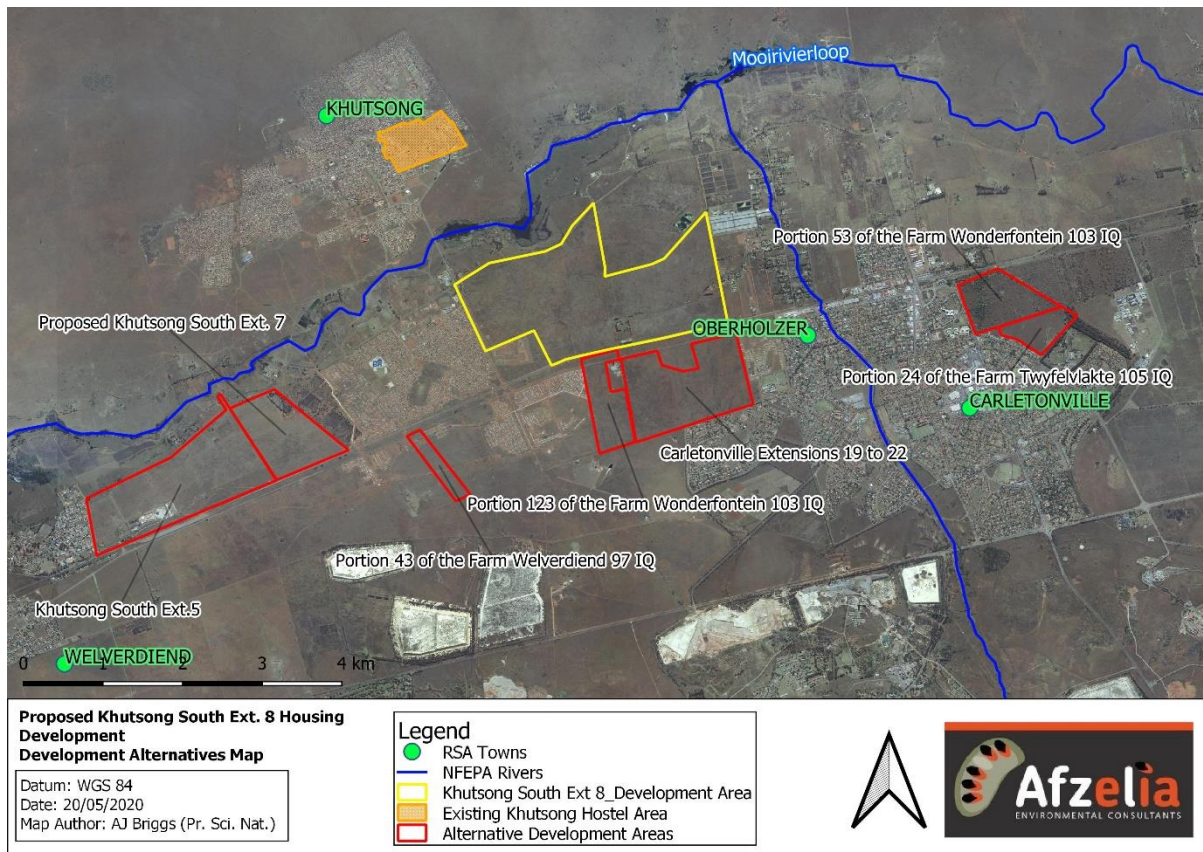 Mooirivierloop
KHUTSONG
Portion 53 of the Farm Wonderfontein 103 IQ
Proposed Khutsong South Ext. 7
OBERHOLZER
Portion 24 of the Farm Twyfelvlakte 105 IQ
CARLETONVILLE
Carletonville Extensions 19 to 22
Portion 123 of the Farm Wonderfontein 103 IQ
Portion 43 of the Farm Welverdiend 97 IQ
Khutsong South Ext.5
WELVERDIEND
0 1 2 3 4 km
Proposed Khutsong South Ext. 8 Housing
Development
Development Alternatives Map
Datum: WGS 84
Date: 20/05/2020
Map Author: AJ Briggs (Pr. Sci. Nat.)
Legend
RSA Towns
NFEPA Rivers
Khutsong South Ext 8_Development Area
Existing Khutsong Hostel Area
Alternative Development Areas
Afzelia
ENVIRONMENTAL CONSULTANTS